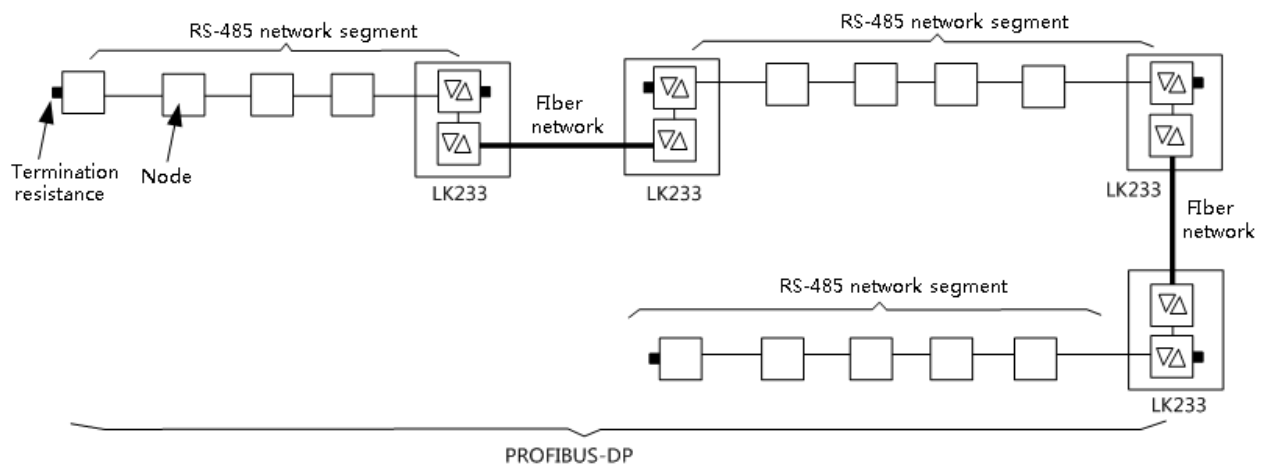 RS-485 network segment
RS-485 network segment
FIber
network
Termination
resistance
Node
LK233
LK233
LK233
FIber
network
RS-485 network segment
LK233
PROFIBUS-DP